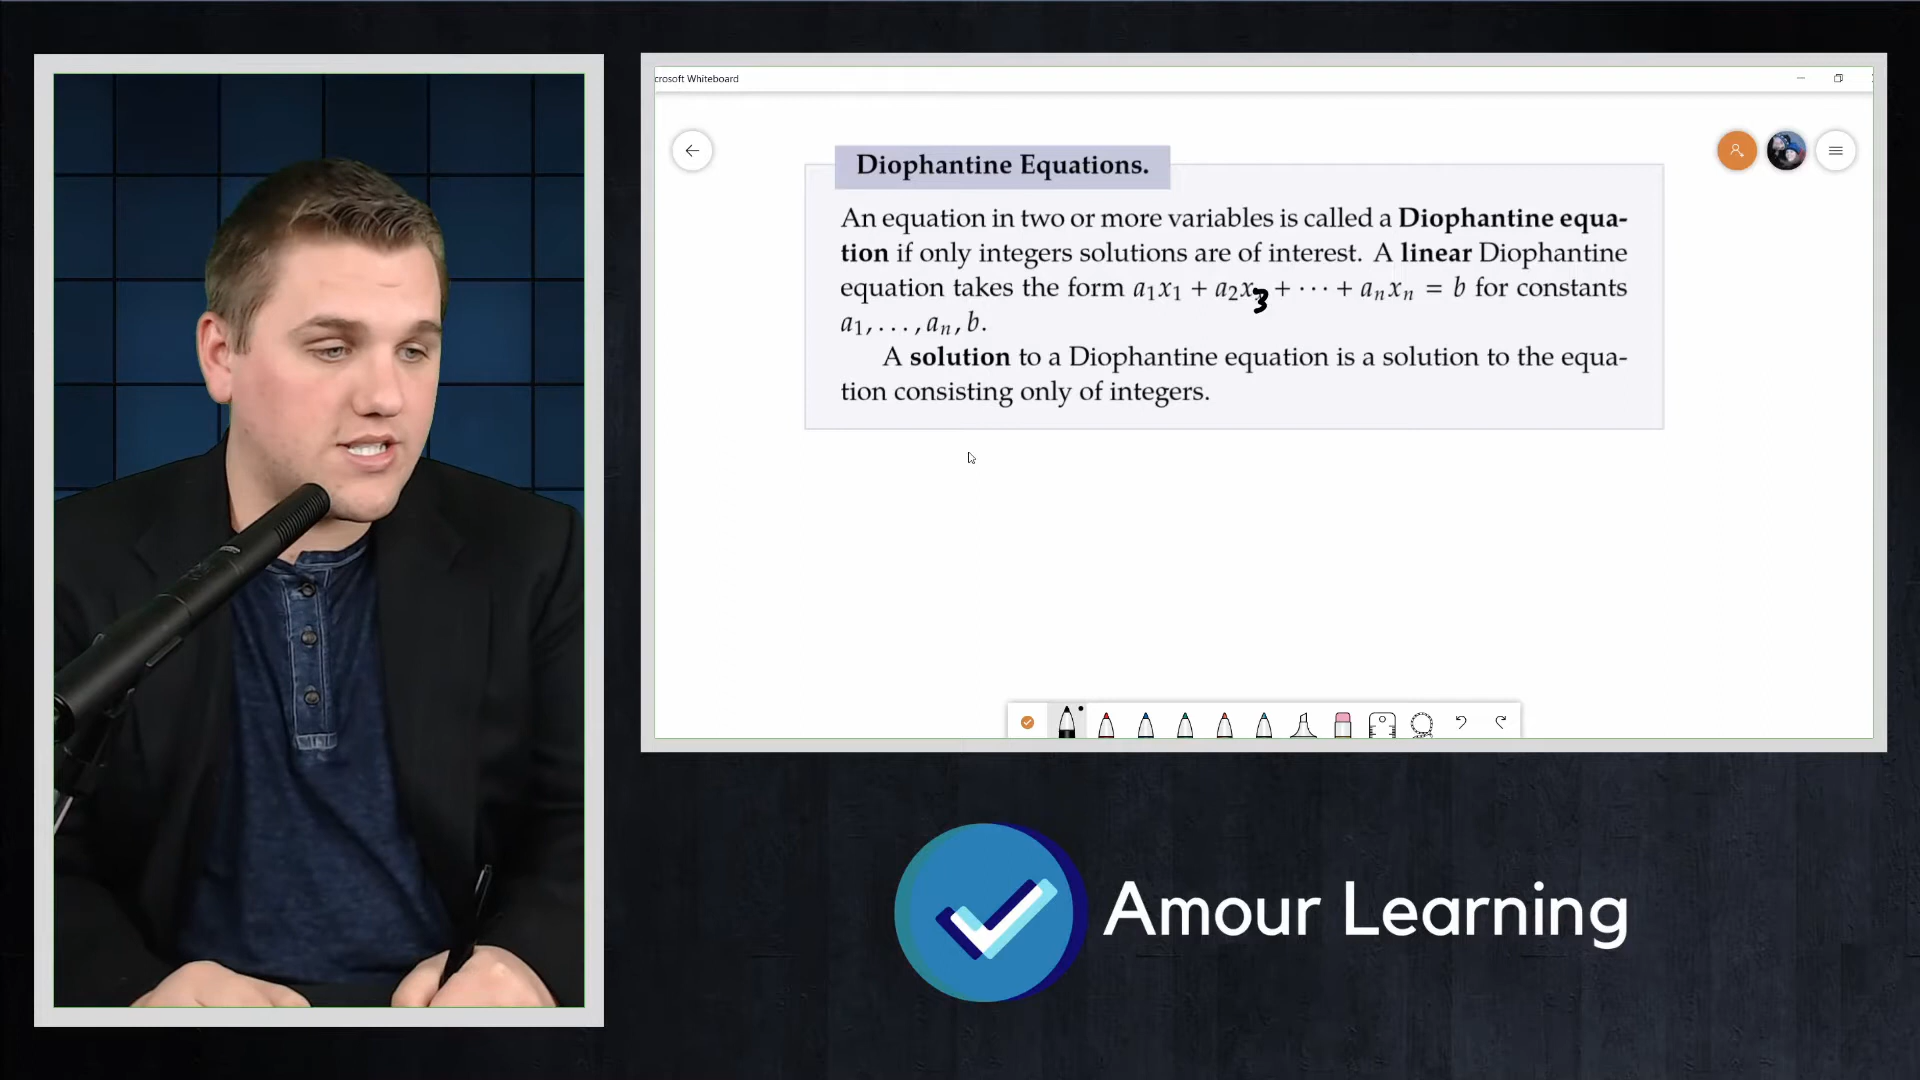 crosoft Whiteboard
Diophantine Equations.
An equation in two or more variables is called a Diophantine equa-
tion if only integers solutions are of interest. A linear Diophantine
equation takes the form a₁x₁ + a₂x₃ + ⋯ + aₙxₙ = b for constants
a₁, . . . , aₙ, b.
A solution to a Diophantine equation is a solution to the equa-
tion consisting only of integers.
Amour Learning